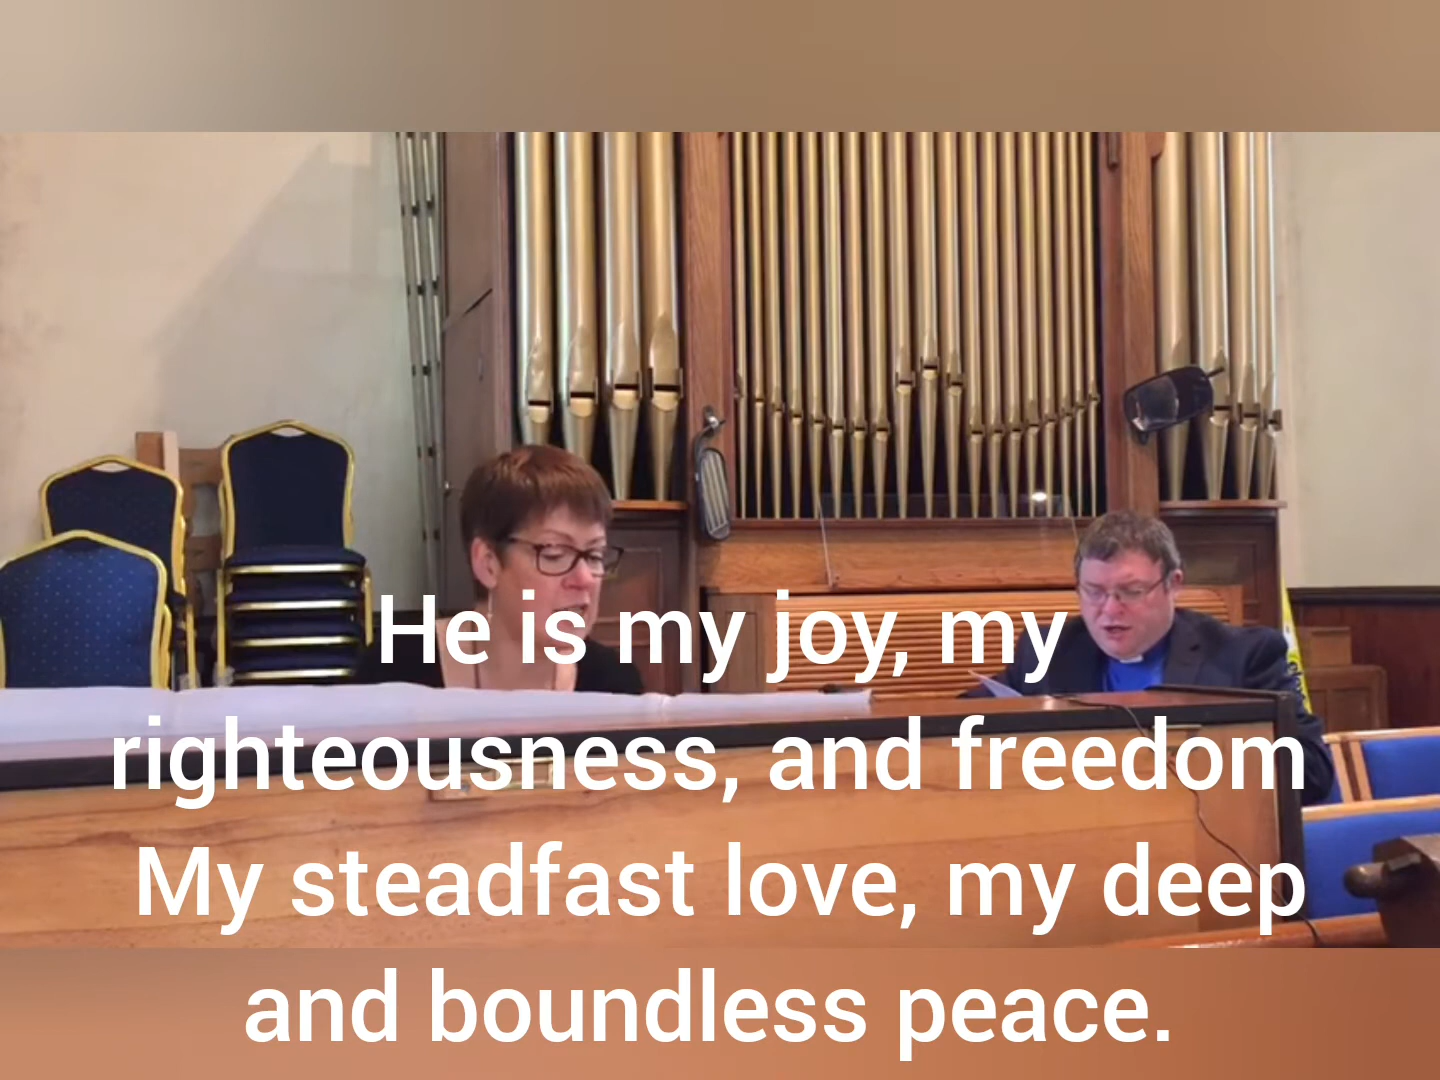 He is my joy, my
righteousness, and freedom
My steadfast love, my deep
and boundless peace.